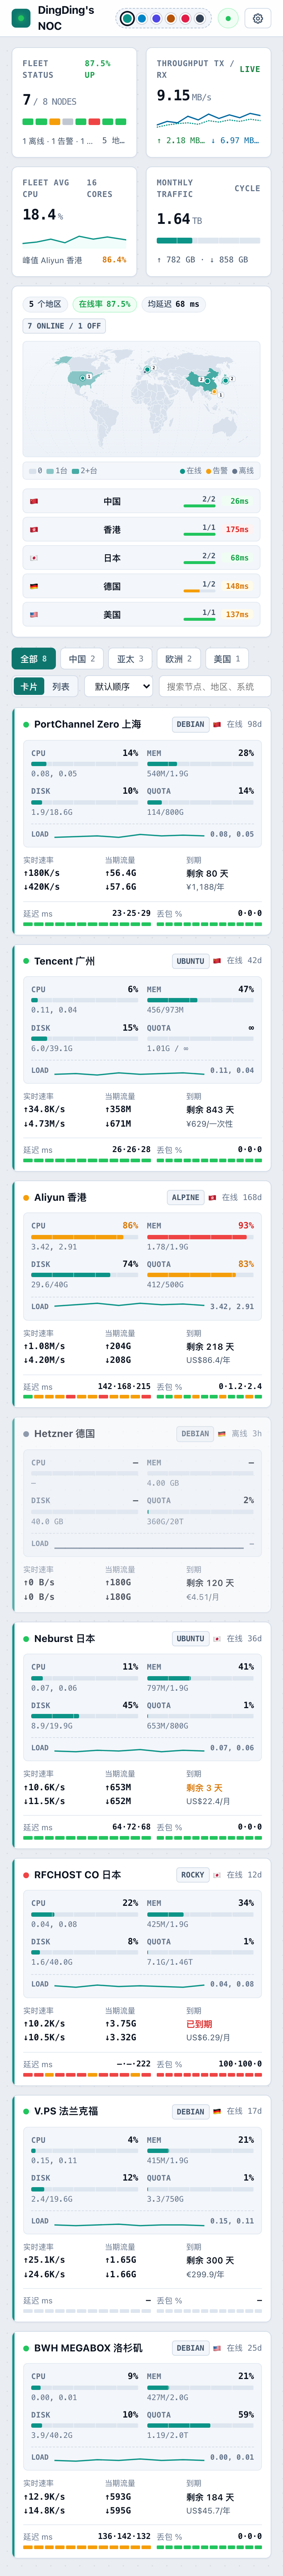 DingDing's
NOC
FLEET STATUS 87.5% UP
7 / 8 NODES
1 离线 · 1 告警 · 1 … 5 地…
THROUGHPUT TX / RX LIVE
9.15 MB/s
↑ 2.18 MB… ↓ 6.97 MB…
FLEET AVG CPU 16 CORES
18.4 %
峰值 Aliyun 香港 86.4%
MONTHLY TRAFFIC CYCLE
1.64 TB
↑ 782 GB · ↓ 858 GB
5 个地区 在线率 87.5% 均延迟 68 ms
7 ONLINE / 1 OFF
0 1台 2+台 在线 告警 离线
中国 2/2 26ms
香港 1/1 175ms
日本 2/2 68ms
德国 1/2 148ms
美国 1/1 137ms
全部 8 中国 2 亚太 3 欧洲 2 美国 1
卡片 列表 默认顺序 搜索节点、地区、系统
PortChannel Zero 上海 DEBIAN 在线 98d
CPU 14% MEM 28%
0.08, 0.05 540M/1.9G
DISK 10% QUOTA 14%
1.9/18.6G 114/800G
LOAD 0.08, 0.05
实时速率 当期流量 到期
↑180K/s ↑56.4G 剩余 80 天
↓420K/s ↓57.6G ¥1,188/年
延迟 ms 23·25·29 丢包 % 0·0·0
Tencent 广州 UBUNTU 在线 42d
CPU 6% MEM 47%
0.11, 0.04 456/973M
DISK 15% QUOTA ∞
6.0/39.1G 1.01G / ∞
LOAD 0.11, 0.04
实时速率 当期流量 到期
↑34.8K/s ↑358M 剩余 843 天
↓4.73M/s ↓671M ¥629/一次性
延迟 ms 26·26·28 丢包 % 0·0·0
Aliyun 香港 ALPINE 在线 168d
CPU 86% MEM 93%
3.42, 2.91 1.78/1.9G
DISK 74% QUOTA 83%
29.6/40G 412/500G
LOAD 3.42, 2.91
实时速率 当期流量 到期
↑1.08M/s ↑204G 剩余 218 天
↓4.20M/s ↓208G US$86.4/年
延迟 ms 142·168·215 丢包 % 0·1.2·2.4
Hetzner 德国 DEBIAN 离线 3h
CPU — MEM —
— 4.00 GB
DISK — QUOTA 2%
40.0 GB 360G/20T
LOAD —
实时速率 当期流量 到期
↑0 B/s ↑180G 剩余 120 天
↓0 B/s ↓180G €4.51/月
Neburst 日本 UBUNTU 在线 36d
CPU 11% MEM 41%
0.07, 0.06 797M/1.9G
DISK 45% QUOTA 1%
8.9/19.9G 653M/800G
LOAD 0.07, 0.06
实时速率 当期流量 到期
↑10.6K/s ↑653M 剩余 3 天
↓11.5K/s ↓652M US$22.4/月
延迟 ms 64·72·68 丢包 % 0·0·0
RFCHOST CO 日本 ROCKY 在线 12d
CPU 22% MEM 34%
0.04, 0.08 425M/1.9G
DISK 8% QUOTA 1%
1.6/40.0G 7.1G/1.46T
LOAD 0.04, 0.08
实时速率 当期流量 到期
↑10.2K/s ↑3.75G 已到期
↓10.5K/s ↓3.32G US$6.29/月
延迟 ms —·—·222 丢包 % 100·100·0
V.PS 法兰克福 DEBIAN 在线 17d
CPU 4% MEM 21%
0.15, 0.11 415M/1.9G
DISK 12% QUOTA 1%
2.4/19.6G 3.3/750G
LOAD 0.15, 0.11
实时速率 当期流量 到期
↑25.1K/s ↑1.65G 剩余 300 天
↓24.6K/s ↓1.66G €299.9/年
延迟 ms — 丢包 % —
BWH MEGABOX 洛杉矶 DEBIAN 在线 25d
CPU 9% MEM 21%
0.00, 0.01 427M/2.0G
DISK 10% QUOTA 59%
3.9/40.2G 1.19/2.0T
LOAD 0.00, 0.01
实时速率 当期流量 到期
↑12.9K/s ↑593G 剩余 184 天
↓14.8K/s ↓595G US$45.7/年
延迟 ms 136·142·132 丢包 % 0·0·0